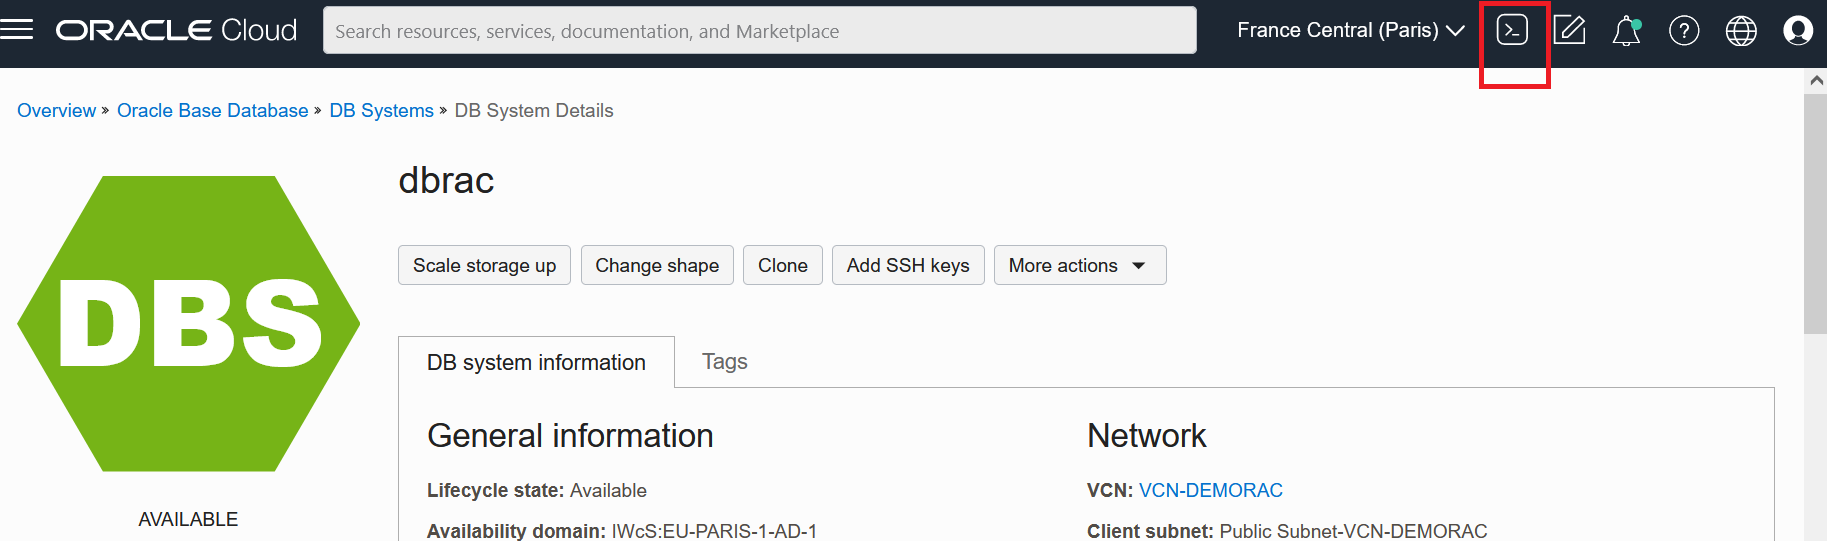 ORACLE Cloud
Search resources, services, documentation, and Marketplace
France Central (Paris)
Overview » Oracle Base Database » DB Systems » DB System Details
DBS
AVAILABLE
dbrac
Scale storage up
Change shape
Clone
Add SSH keys
More actions
DB system information
Tags
General information
Lifecycle state: Available
Availability domain: IWcS:EU-PARIS-1-AD-1
Network
VCN: VCN-DEMORAC
Client subnet: Public Subnet-VCN-DEMORAC